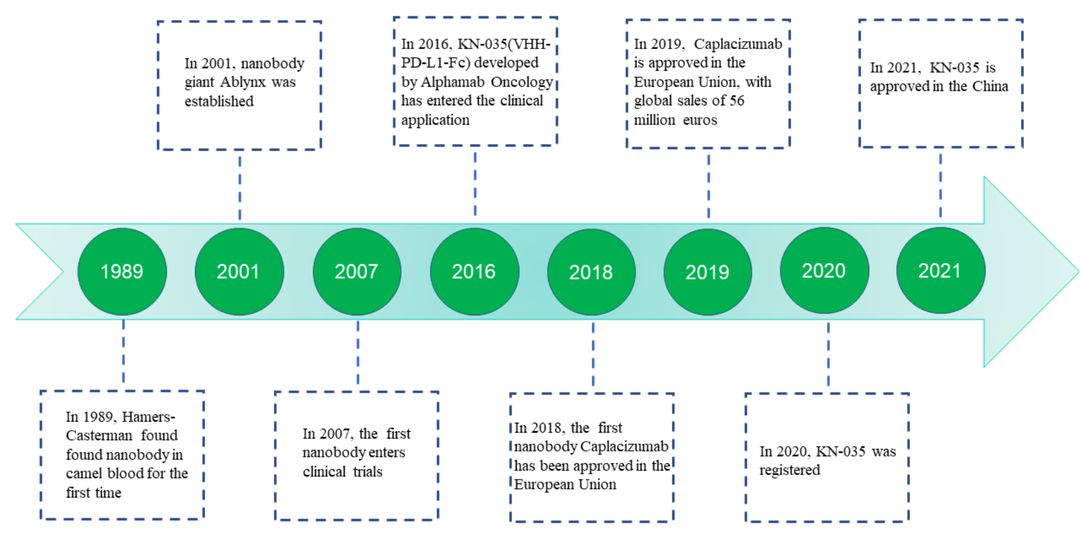 In 2001, nanobody
giant Ablynx was
established
In 2016, KN-035(VHH-
PD-L1-Fc) developed
by Alphamab Oncology
has entered the clinical
application
In 2019, Caplacizumab
is approved in the
European Union, with
global sales of 56
million euros
In 2021, KN-035 is
approved in the China
1989
2001
2007
2016
2018
2019
2020
2021
In 1989, Hamers-
Casterman found
found nanobody in
camel blood for the
first time
In 2007, the first
nanobody enters
clinical trials
In 2018, the first
nanobody Caplacizumab
has been approved in the
European Union
In 2020, KN-035 was
registered